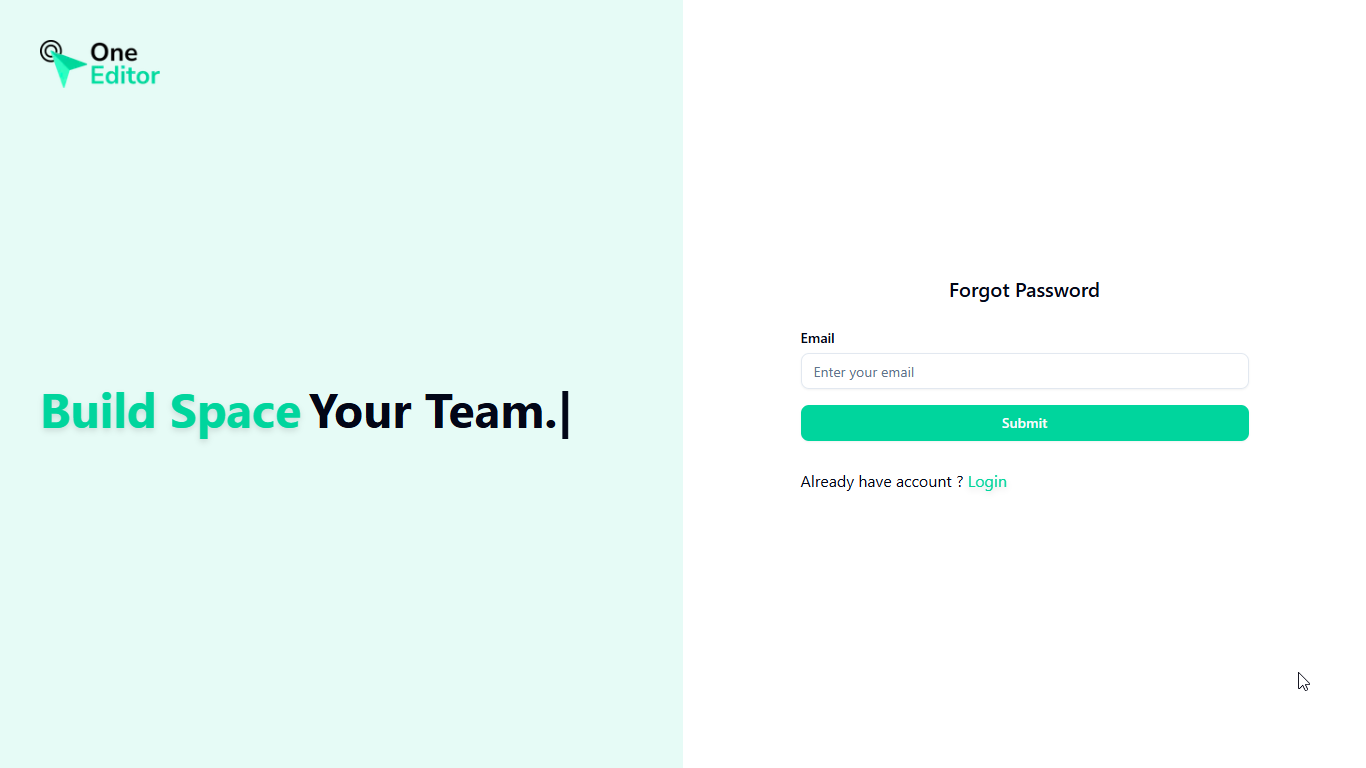 One
Editor
Build Space Your Team.|
Forgot Password
Email
Enter your email
Submit
Already have account ? Login